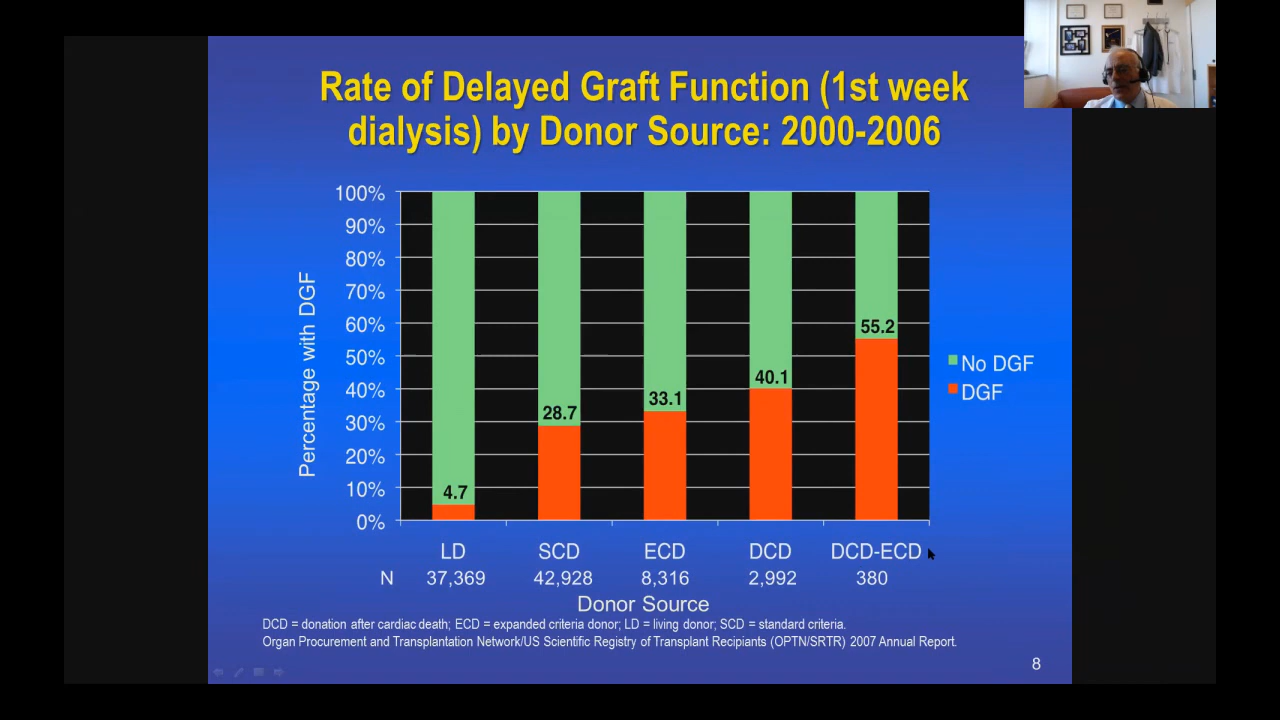 Rate of Delayed Graft Function (1st week
dialysis) by Donor Source: 2000-2006
Percentage with DGF
100%
90%
80%
70%
60%
50%
40%
30%
20%
10%
0%
4.7
28.7
33.1
40.1
55.2
No DGF
DGF
LD SCD ECD DCD DCD-ECD
N 37,369 42,928 8,316 2,992 380
Donor Source
DCD = donation after cardiac death; ECD = expanded criteria donor; LD = living donor; SCD = standard criteria.
Organ Procurement and Transplantation Network/US Scientific Registry of Transplant Recipients (OPTN/SRTR) 2007 Annual Report.
8